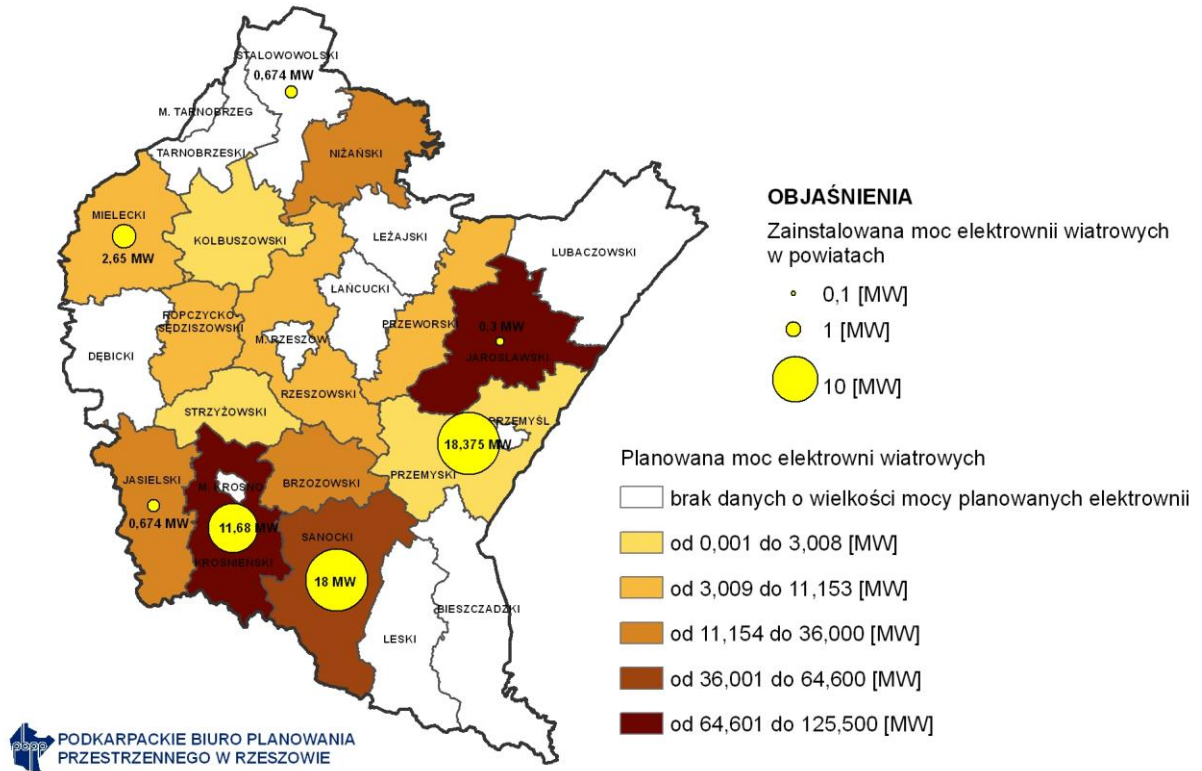 STALOWOWOLSKI
0,674 MW
M. TARNOBRZEG
TARNOBRZESKI
NIŻAŃSKI
MIELECKI
2,65 MW
KOLBUSZOWSKI
LEŻAJSKI
LUBACZOWSKI
ŁAŃCUCKI
ROPCZYCKO-
SĘDZISZOWSKI
PRZEWORSKI
0,3 MW
M. RZESZÓW
DĘBICKI
JAROSŁAWSKI
RZESZOWSKI
STRZYŻOWSKI
PRZEMYŚL
18,375 MW
PRZEMYSKI
JASIELSKI
M. KROSNO
BRZOZOWSKI
0,674 MW
11,68 MW
SANOCKI
KROŚNIEŃSKI
18 MW
BIESZCZADZKI
LESKI
OBJAŚNIENIA
Zainstalowana moc elektrownii wiatrowych
w powiatach
0,1 [MW]
1 [MW]
10 [MW]
Planowana moc elektrowni wiatrowych
brak danych o wielkości mocy planowanych elektrownii
od 0,001 do 3,008 [MW]
od 3,009 do 11,153 [MW]
od 11,154 do 36,000 [MW]
od 36,001 do 64,600 [MW]
od 64,601 do 125,500 [MW]
pbpp
PODKARPACKIE BIURO PLANOWANIA
PRZESTRZENNEGO W RZESZOWIE